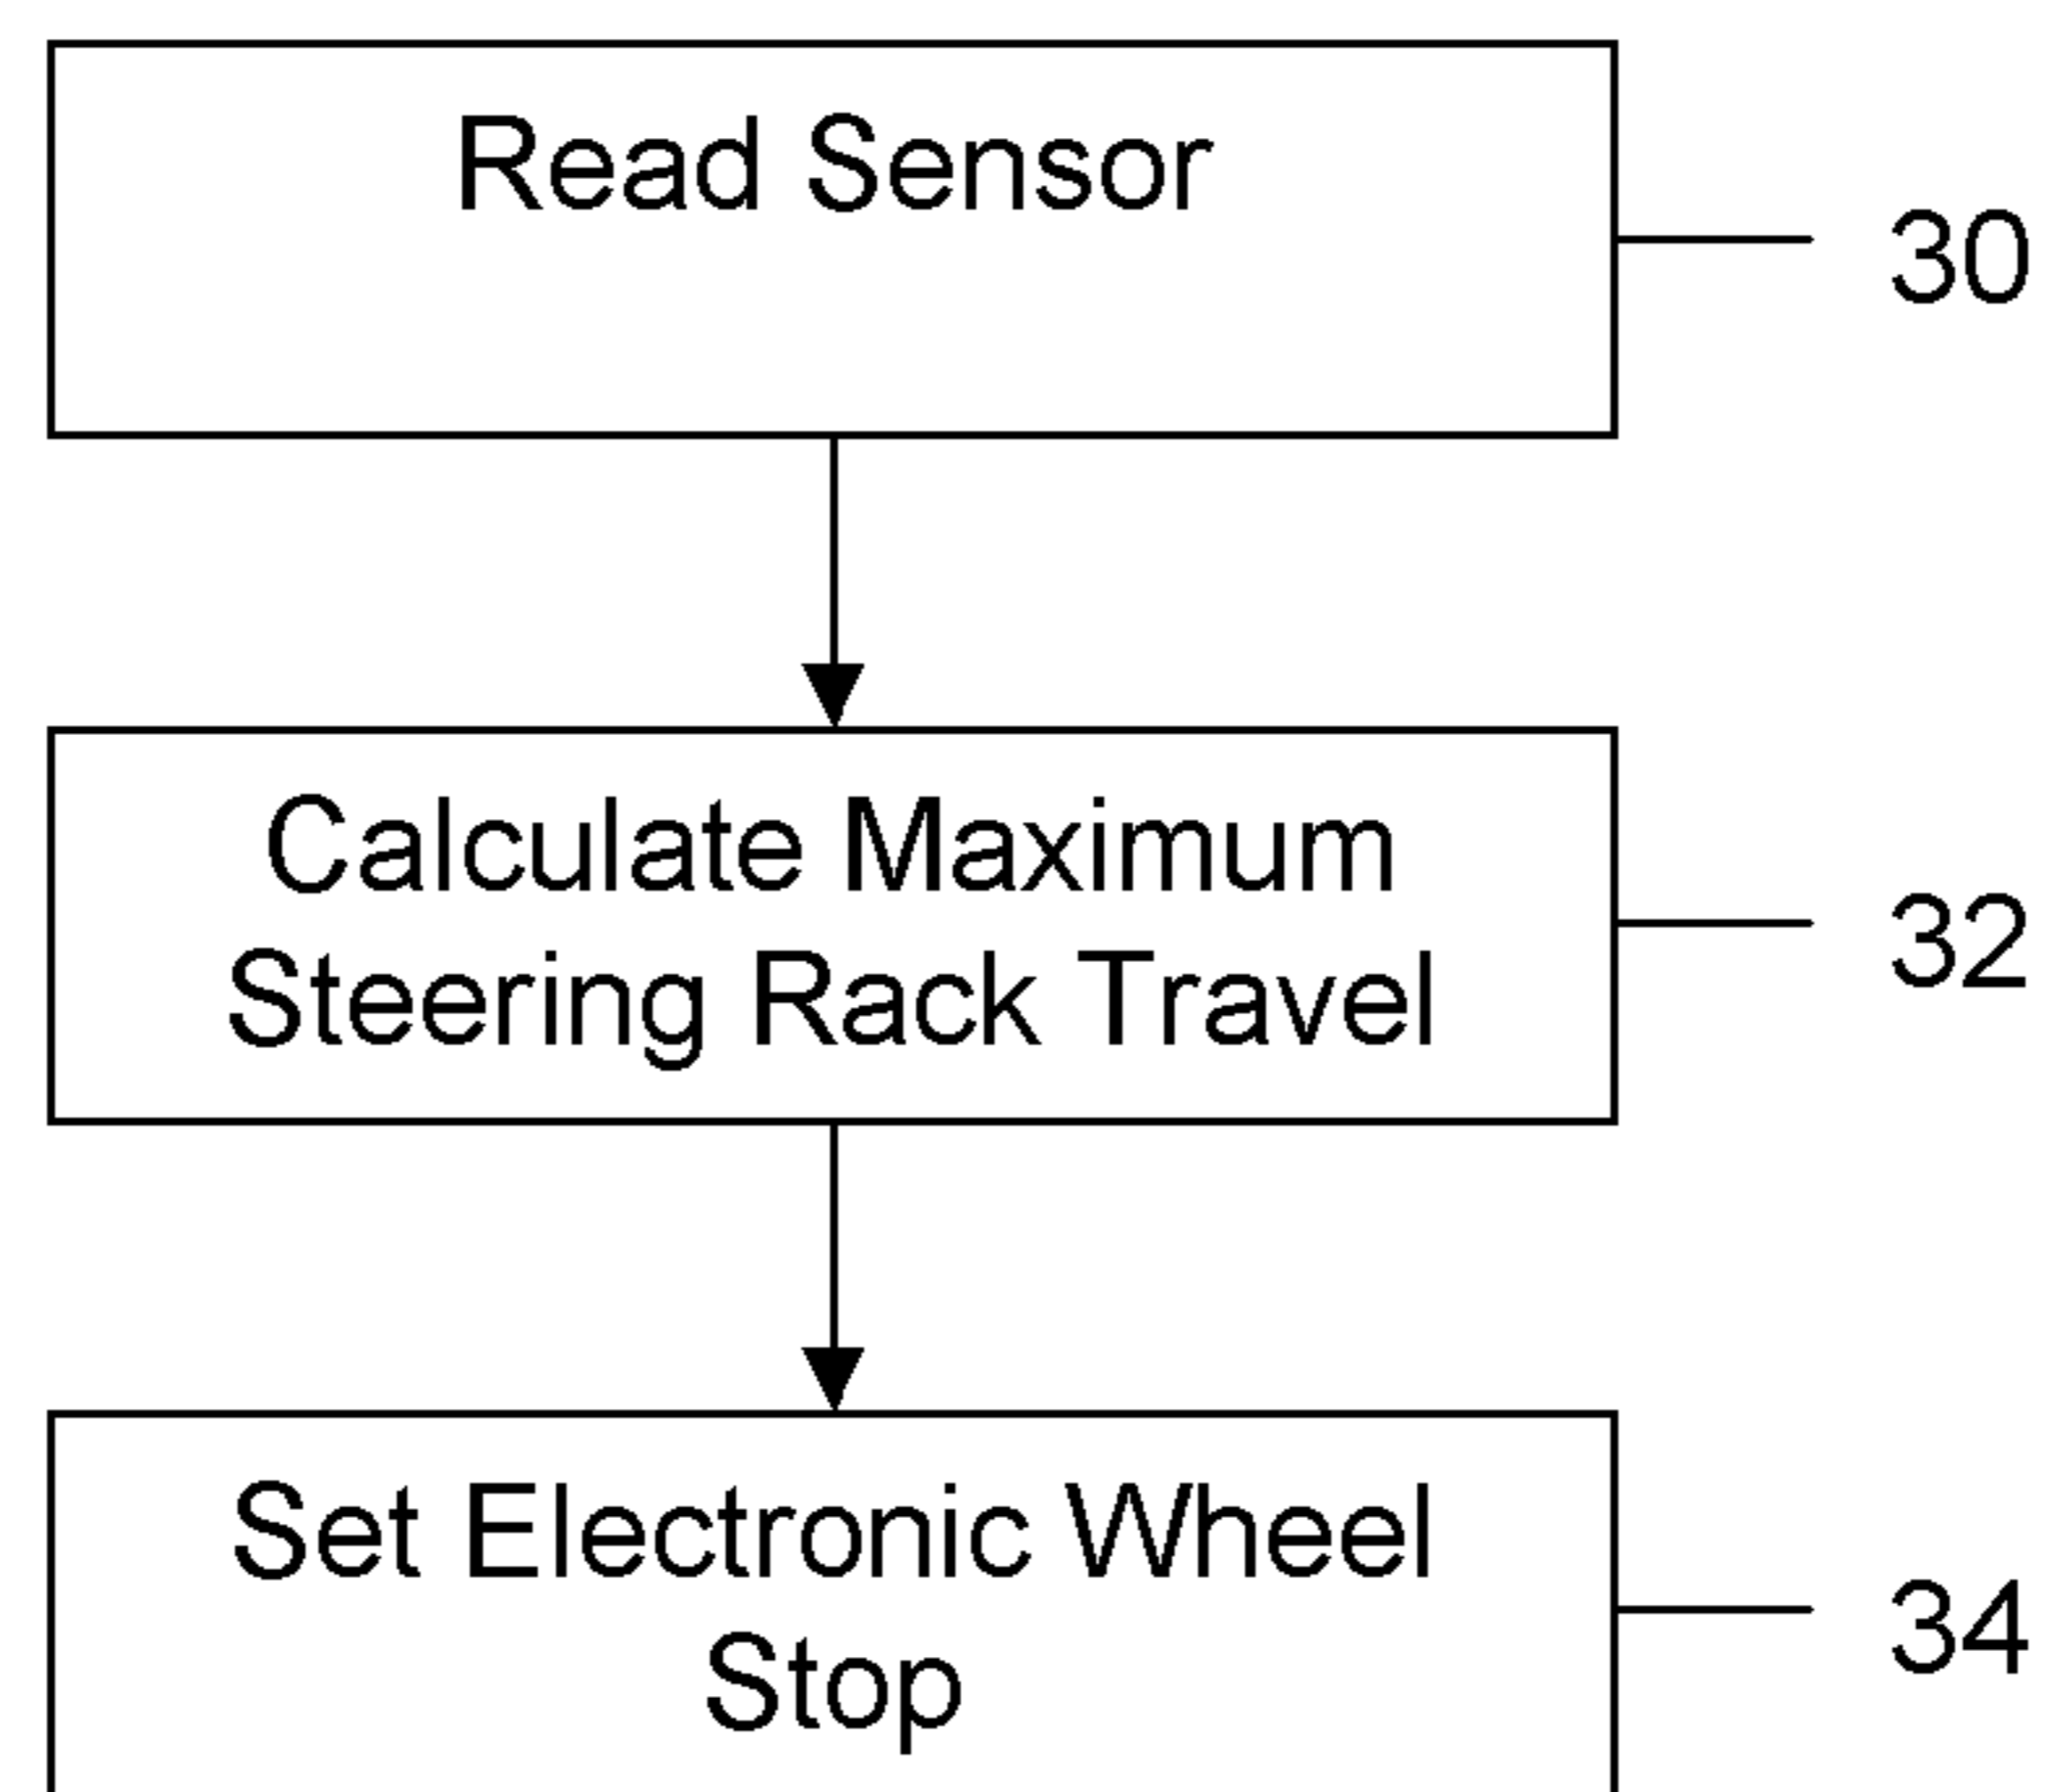 Read Sensor
30
Calculate Maximum
Steering Rack Travel
32
Set Electronic Wheel
Stop
34